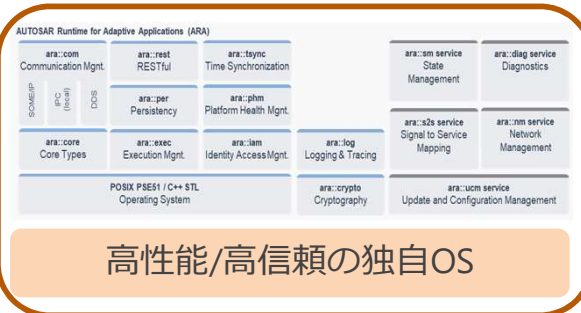 AUTOSAR Runtime for Adaptive Applications (ARA)
ara::com
Communication Mgnt.
SOME/IP
IPC
(local)
DDS
ara::rest
RESTful
ara::tsync
Time Synchronization
ara::per
Persistency
ara::phm
Platform Health Mgnt.
ara::core
Core Types
ara::exec
Execution Mgnt.
ara::iam
Identity Access Mgnt.
ara::log
Logging & Tracing
ara::sm service
State
Management
ara::diag service
Diagnostics
ara::s2s service
Signal to Service
Mapping
ara::nm service
Network
Management
POSIX PSE51 / C++ STL
Operating System
ara::crypto
Cryptography
ara::ucm service
Update and Configuration Management
高性能/高信頼の独自OS